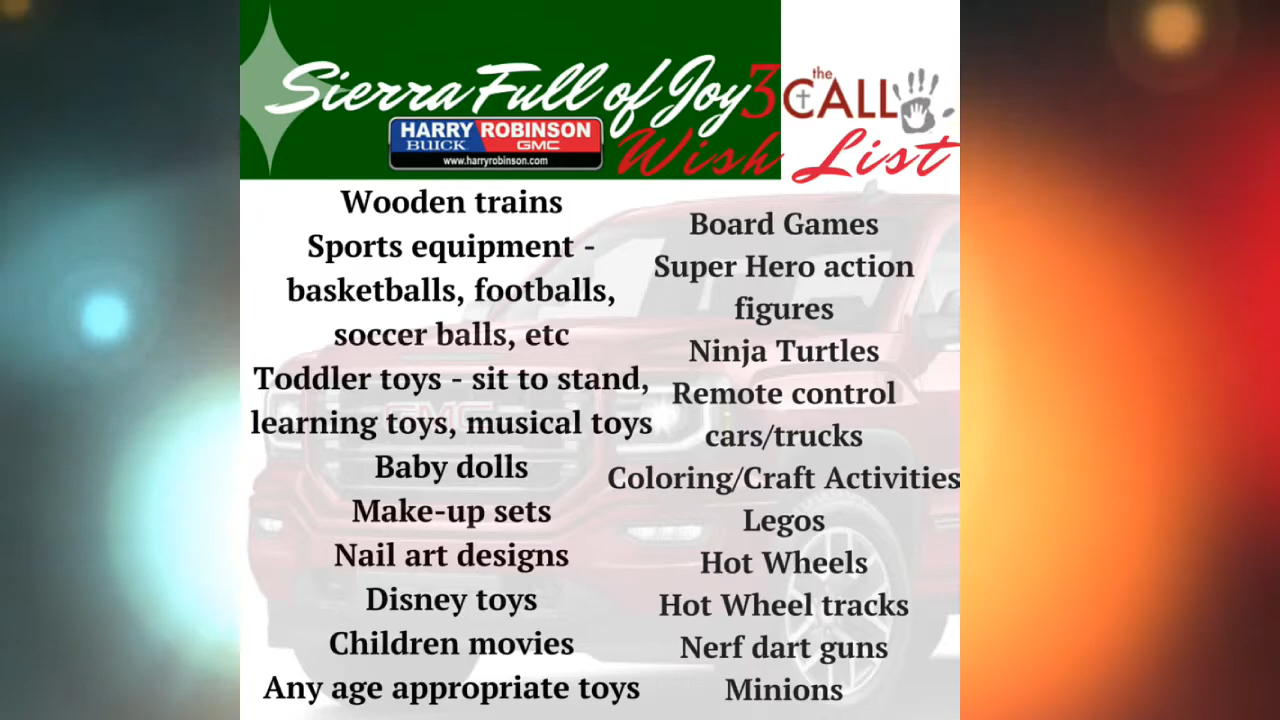 Sierra Full of Joy 3
the
CALL
HARRY ROBINSON
BUICK GMC
www.harryrobinson.com
Wish List
Wooden trains
Sports equipment -
basketballs, footballs,
soccer balls, etc
Toddler toys - sit to stand,
learning toys, musical toys
Baby dolls
Make-up sets
Nail art designs
Disney toys
Children movies
Any age appropriate toys
Board Games
Super Hero action
figures
Ninja Turtles
Remote control
cars/trucks
Coloring/Craft Activities
Legos
Hot Wheels
Hot Wheel tracks
Nerf dart guns
Minions
GMC